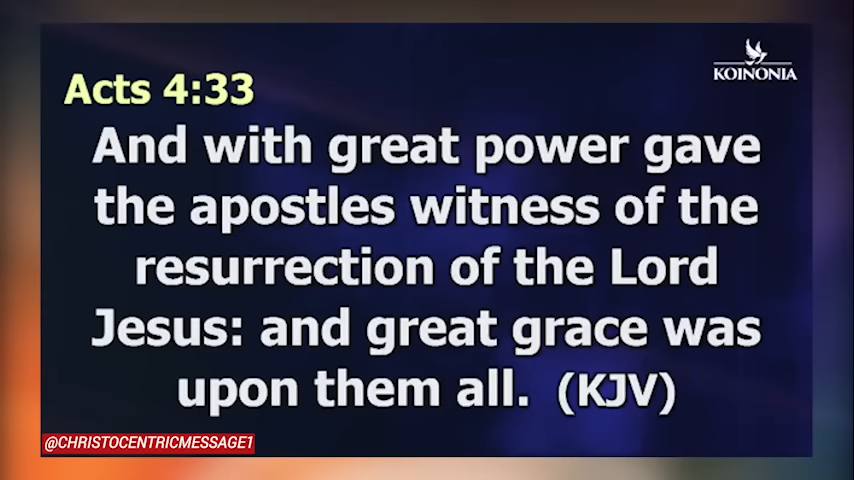 KOINONIA
Acts 4:33
And with great power gave
the apostles witness of the
resurrection of the Lord
Jesus: and great grace was
upon them all. (KJV)
@CHRISTOCENTRICMESSAGE1